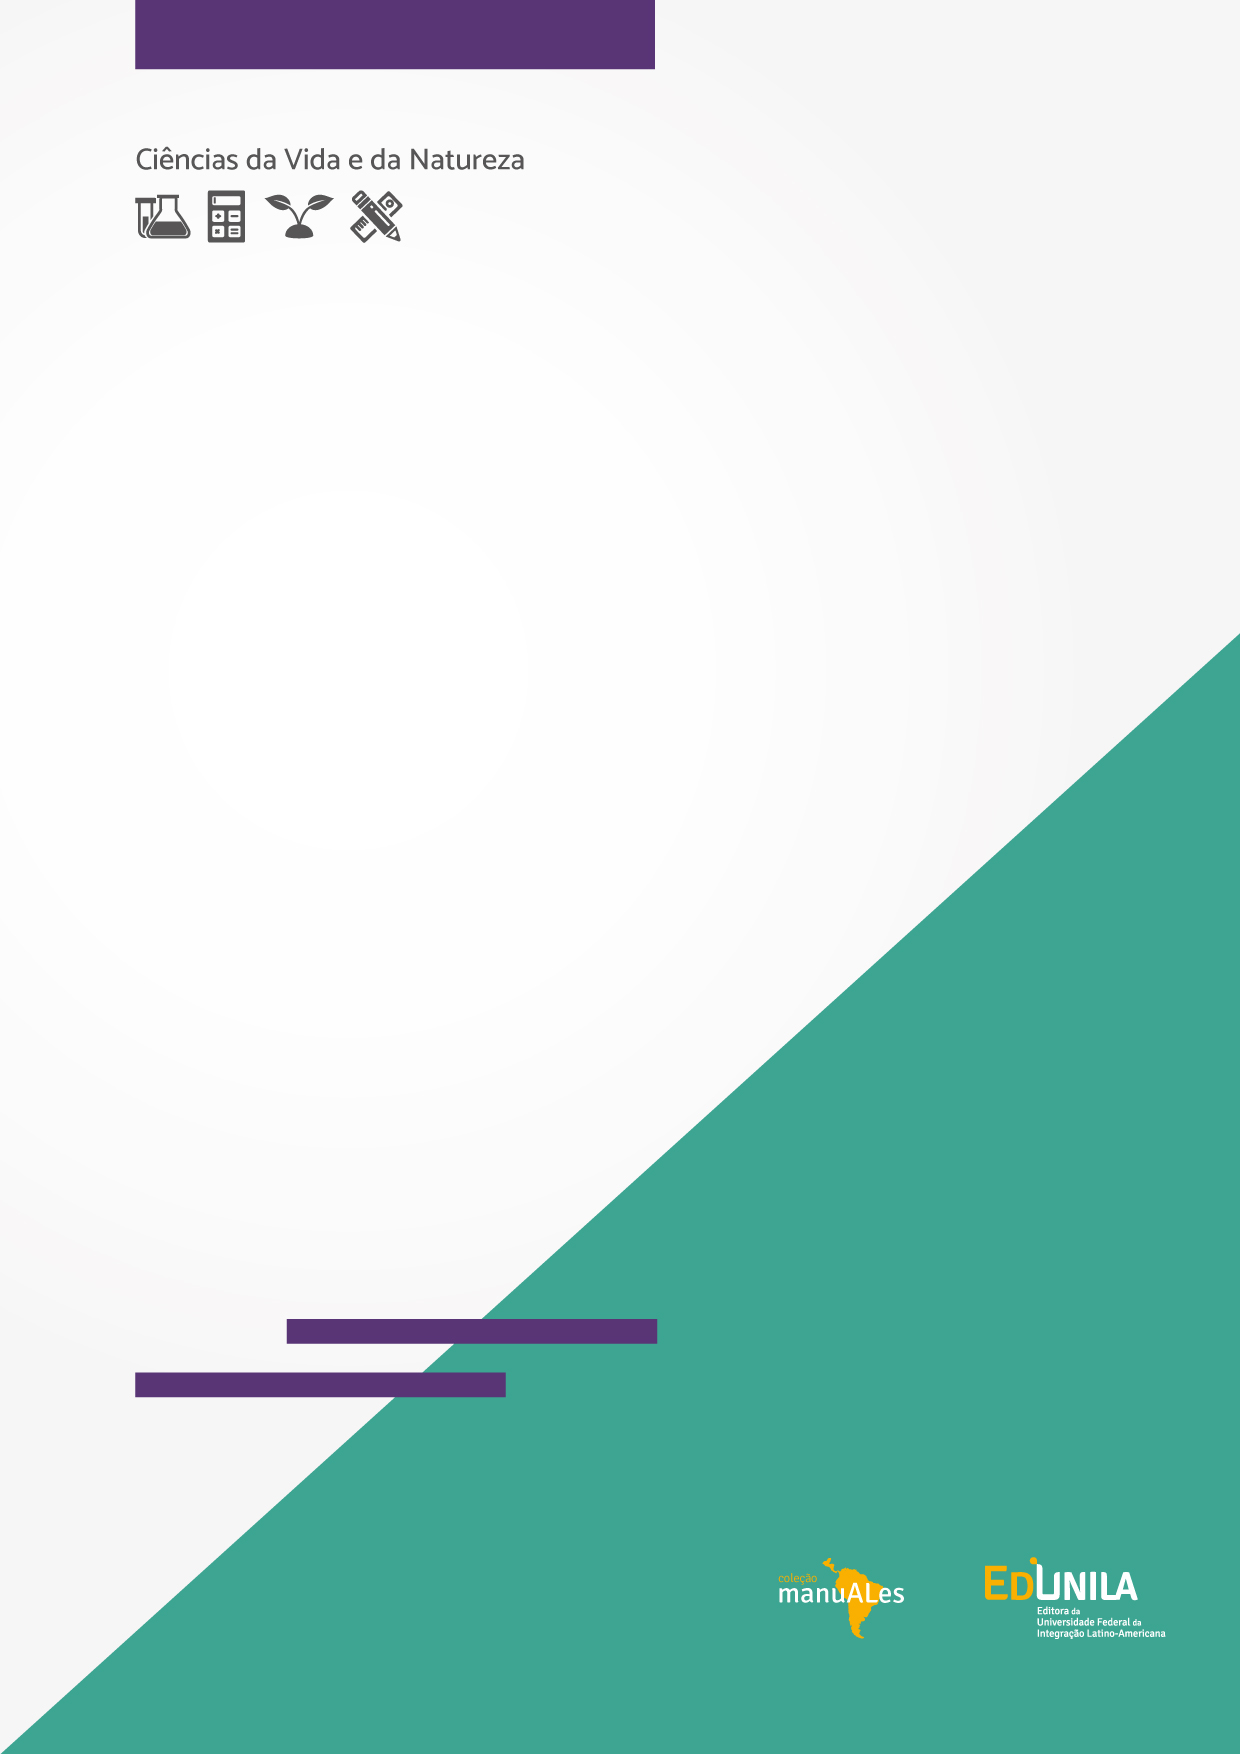 Ciências da Vida e da Natureza
coleção
manuALes
EDUNILA
Editora da
Universidade Federal da
Integração Latino-Americana